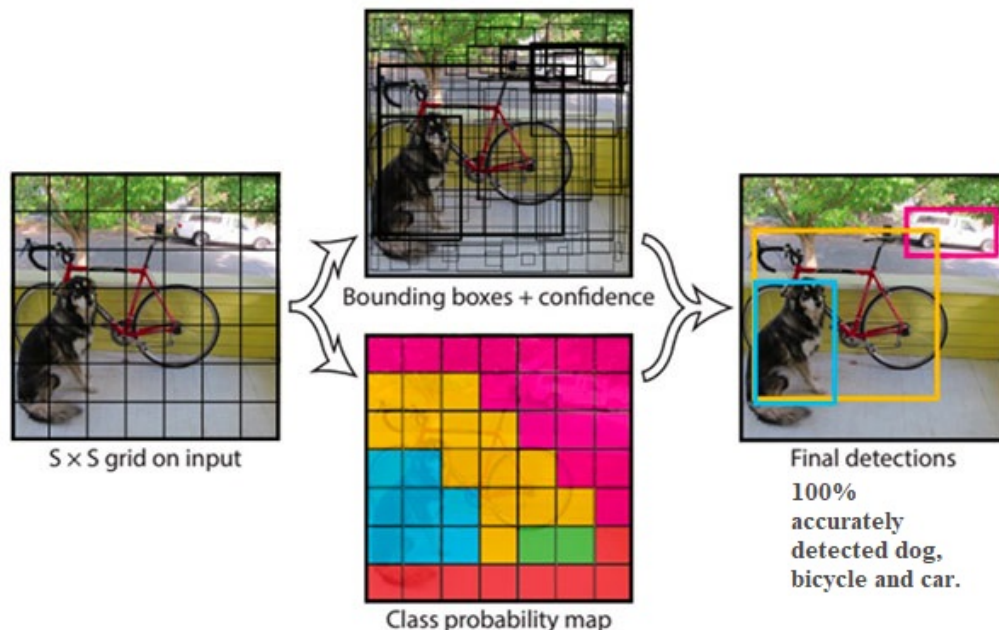 Bounding boxes + confidence
S × S grid on input
Final detections
100%
accurately
detected dog,
bicycle and car.
Class probability map